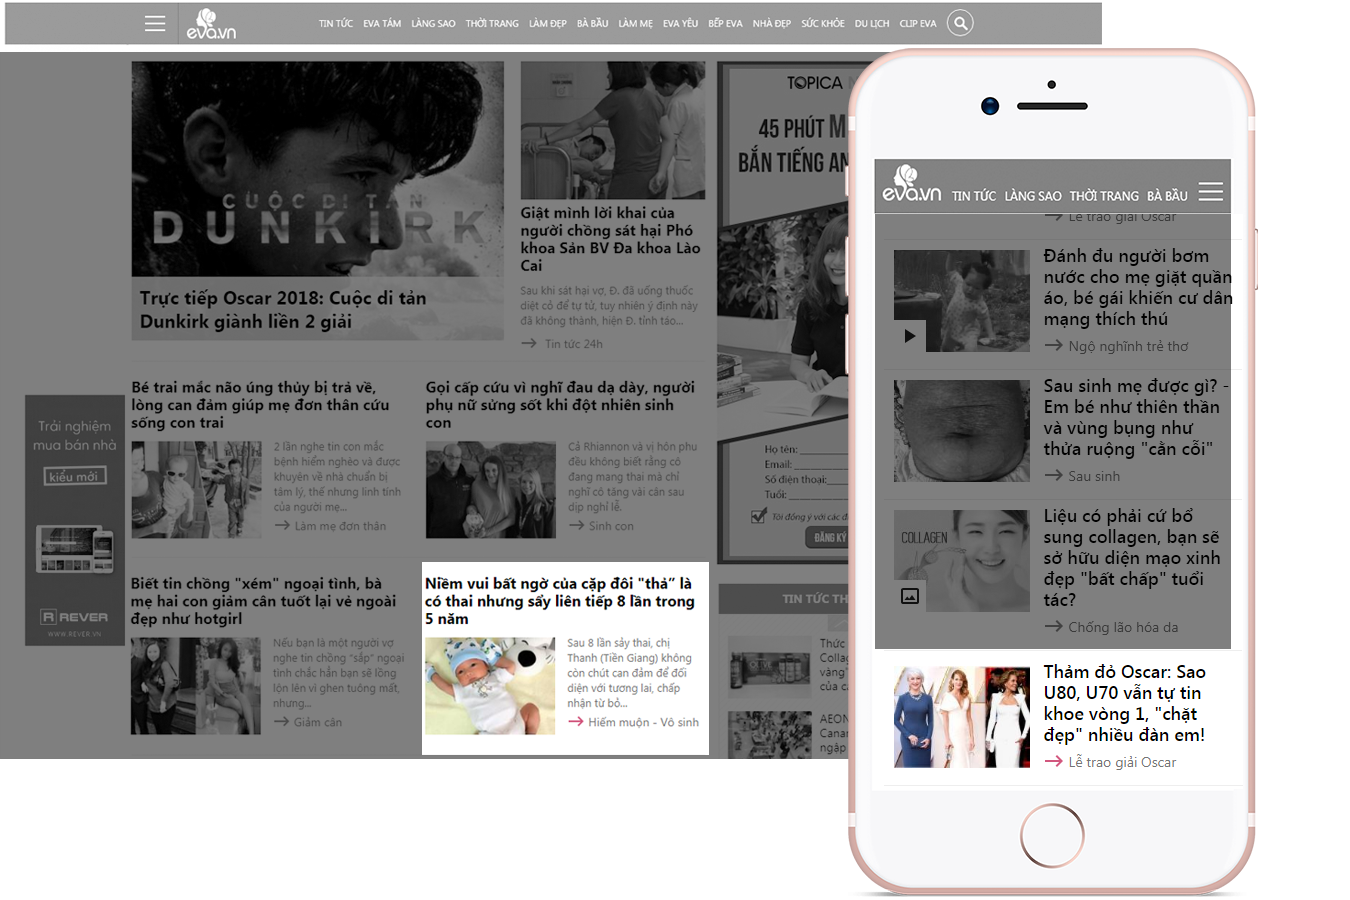 eva.vn
TIN TỨC EVA TÁM LÀNG SAO THỜI TRANG LÀM ĐẸP BÀ BẦU LÀM MẸ EVA YÊU BẾP EVA NHÀ ĐẸP SỨC KHỎE DU LỊCH CLIP EVA
CUỘC DI TẢN
DUNKIRK
Trực tiếp Oscar 2018: Cuộc di tản
Dunkirk giành liền 2 giải
Giật mình lời khai của
người chồng sát hại Phó
khoa Sản BV Đa khoa Lào
Cai
Sau khi sát hại vợ, Đ. đã uống thuốc
diệt cỏ để tự tử, tuy nhiên ý định này
đã không thành, hiện Đ. tỉnh táo...
Tin tức 24h
TOPICA
45 PHÚT
BẮN TIẾNG AN
Họ tên:
Email:
Số điện thoại:
Tuổi:
Tôi đồng ý với các đi
ĐĂNG KÝ
Trải nghiệm
mua bán nhà
kiểu mới
REVER
WWW.REVER.VN
Bé trai mắc não úng thủy bị trả về,
lòng can đảm giúp mẹ đơn thân cứu
sống con trai
2 lần nghe tin con mắc
bệnh hiểm nghèo và được
khuyên về nhà chuẩn bị
tâm lý, thế nhưng linh tính
của người mẹ...
Làm mẹ đơn thân
Gọi cấp cứu vì nghĩ đau dạ dày, người
phụ nữ sửng sốt khi đột nhiên sinh
con
Cả Rhiannon và vị hôn phu
đều không biết rằng cô
đang mang thai mà chỉ
nghĩ cô tăng vài cân sau
dịp nghỉ lễ.
Sinh con
Biết tin chồng "xém" ngoại tình, bà
mẹ hai con giảm cân tuốt lại vẻ ngoài
đẹp như hotgirl
Nếu bạn là một người vợ
nghe tin chồng "sắp" ngoại
tình chắc hẳn bạn sẽ lồng
lộn lên vì ghen tuông mất,
nhưng...
Giảm cân
Niềm vui bất ngờ của cặp đôi "thả" là
có thai nhưng sẩy liên tiếp 8 lần trong
5 năm
Sau 8 lần sảy thai, chị
Thanh (Tiền Giang) không
còn chút can đảm để đối
diện với tương lai, chấp
nhận từ bỏ...
Hiếm muộn - Vô sinh
TIN TỨC TH
Thức
Collag
vàng"
của cá
AEON
Canar
ngập
eva.vn
TIN TỨC LÀNG SAO THỜI TRANG BÀ BẦU
Lễ trao giải Oscar
Đánh đu người bơm
nước cho mẹ giặt quần
áo, bé gái khiến cư dân
mạng thích thú
Ngộ nghĩnh trẻ thơ
Sau sinh mẹ được gì? -
Em bé như thiên thần
và vùng bụng như
thửa ruộng "cằn cỗi"
Sau sinh
COLLAGEN
Liệu có phải cứ bổ
sung collagen, bạn sẽ
sở hữu diện mạo xinh
đẹp "bất chấp" tuổi
tác?
Chống lão hóa da
Thảm đỏ Oscar: Sao
U80, U70 vẫn tự tin
khoe vòng 1, "chặt
đẹp" nhiều đàn em!
Lễ trao giải Oscar